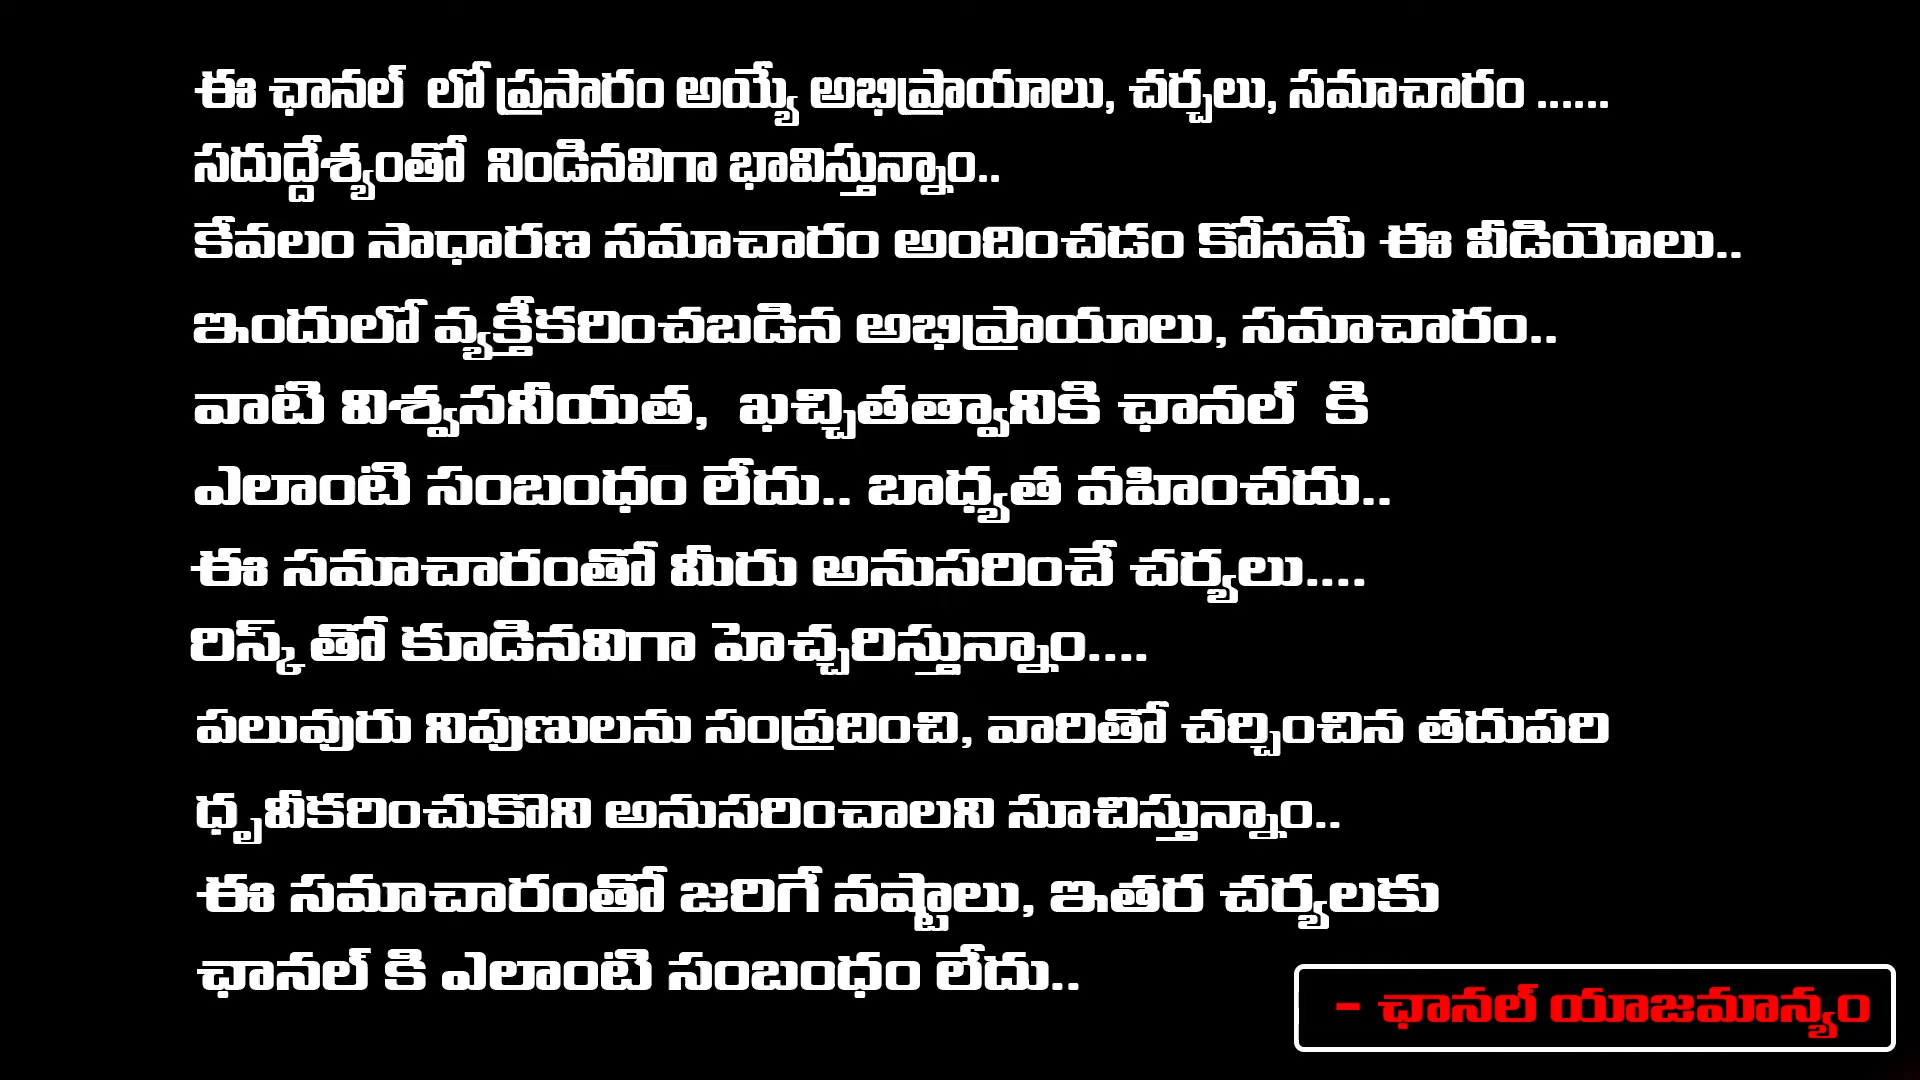 ఈ ఛానల్ లో ప్రసారం అయ్యే అభిప్రాయాలు, చర్చలు, సమాచారం ......
సదుద్దేశ్యంతో నిండినవిగా భావిస్తున్నాం..
కేవలం సాధారణ సమాచారం అందించడం కోసమే ఈ వీడియోలు..
ఇందులో వ్యక్తీకరించబడిన అభిప్రాయాలు, సమాచారం..
వాటి విశ్వసనీయత, ఖచ్చితత్వానికి ఛానల్ కి
ఎలాంటి సంబంధం లేదు.. బాధ్యత వహించదు..
ఈ సమాచారంతో మీరు అనుసరించే చర్యలు....
రిస్క్ తో కూడినవిగా హెచ్చరిస్తున్నాం....
పలువురు నిపుణులను సంప్రదించి, వారితో చర్చించిన తదుపరి
ధృవీకరించుకొని అనుసరించాలని సూచిస్తున్నాం..
ఈ సమాచారంతో జరిగే నష్టాలు, ఇతర చర్యలకు
ఛానల్ కి ఎలాంటి సంబంధం లేదు..
- ఛానల్ యాజమాన్యం